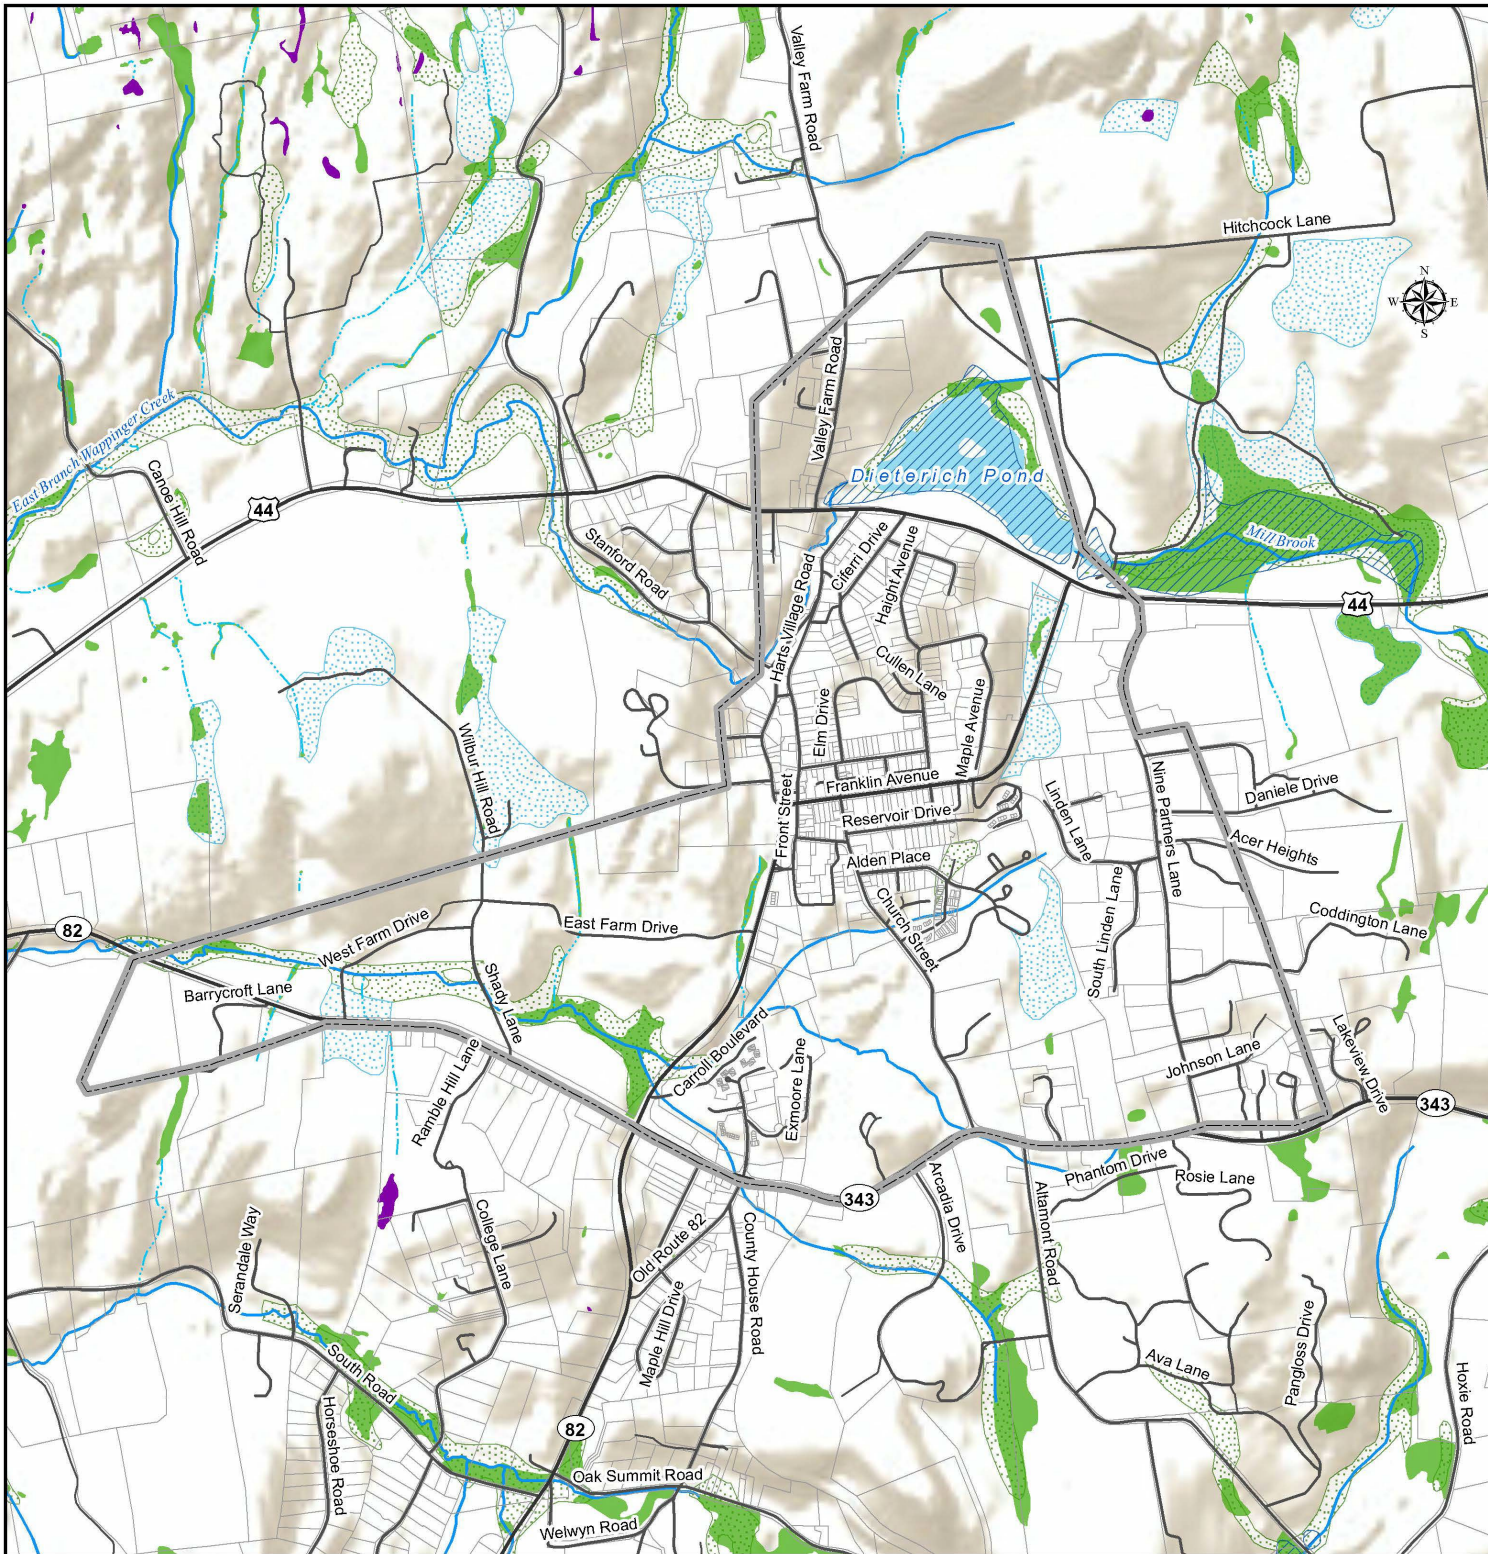 Valley Farm Road
Hitchcock Lane
N
W
E
S
East Branch Wappinger Creek
Canoe Hill Road
44
Valley Farm Road
Dieterich Pond
Stanford Road
Harts Village Road
Ciferri Drive
Haight Avenue
Mill Brook
44
Cullen Lane
Wilbur Hill Road
Elm Drive
Maple Avenue
Franklin Avenue
Front Street
Reservoir Drive
Alden Place
Linden Lane
Nine Partners Lane
Daniele Drive
Acer Heights
82
West Farm Drive
East Farm Drive
Church Street
South Linden Lane
Coddington Lane
Barrycroft Lane
Shady Lane
Carroll Boulevard
Exmoore Lane
Johnson Lane
Lakeview Drive
343
Ramble Hill Lane
343
Phantom Drive
Rosie Lane
Arcadia Drive
Altamont Road
Serandale Way
College Lane
Old Route 82
County House Road
Maple Hill Drive
South Road
Ava Lane
Pangloss Drive
Hoxie Road
Horseshoe Road
82
Oak Summit Road
Welwyn Road